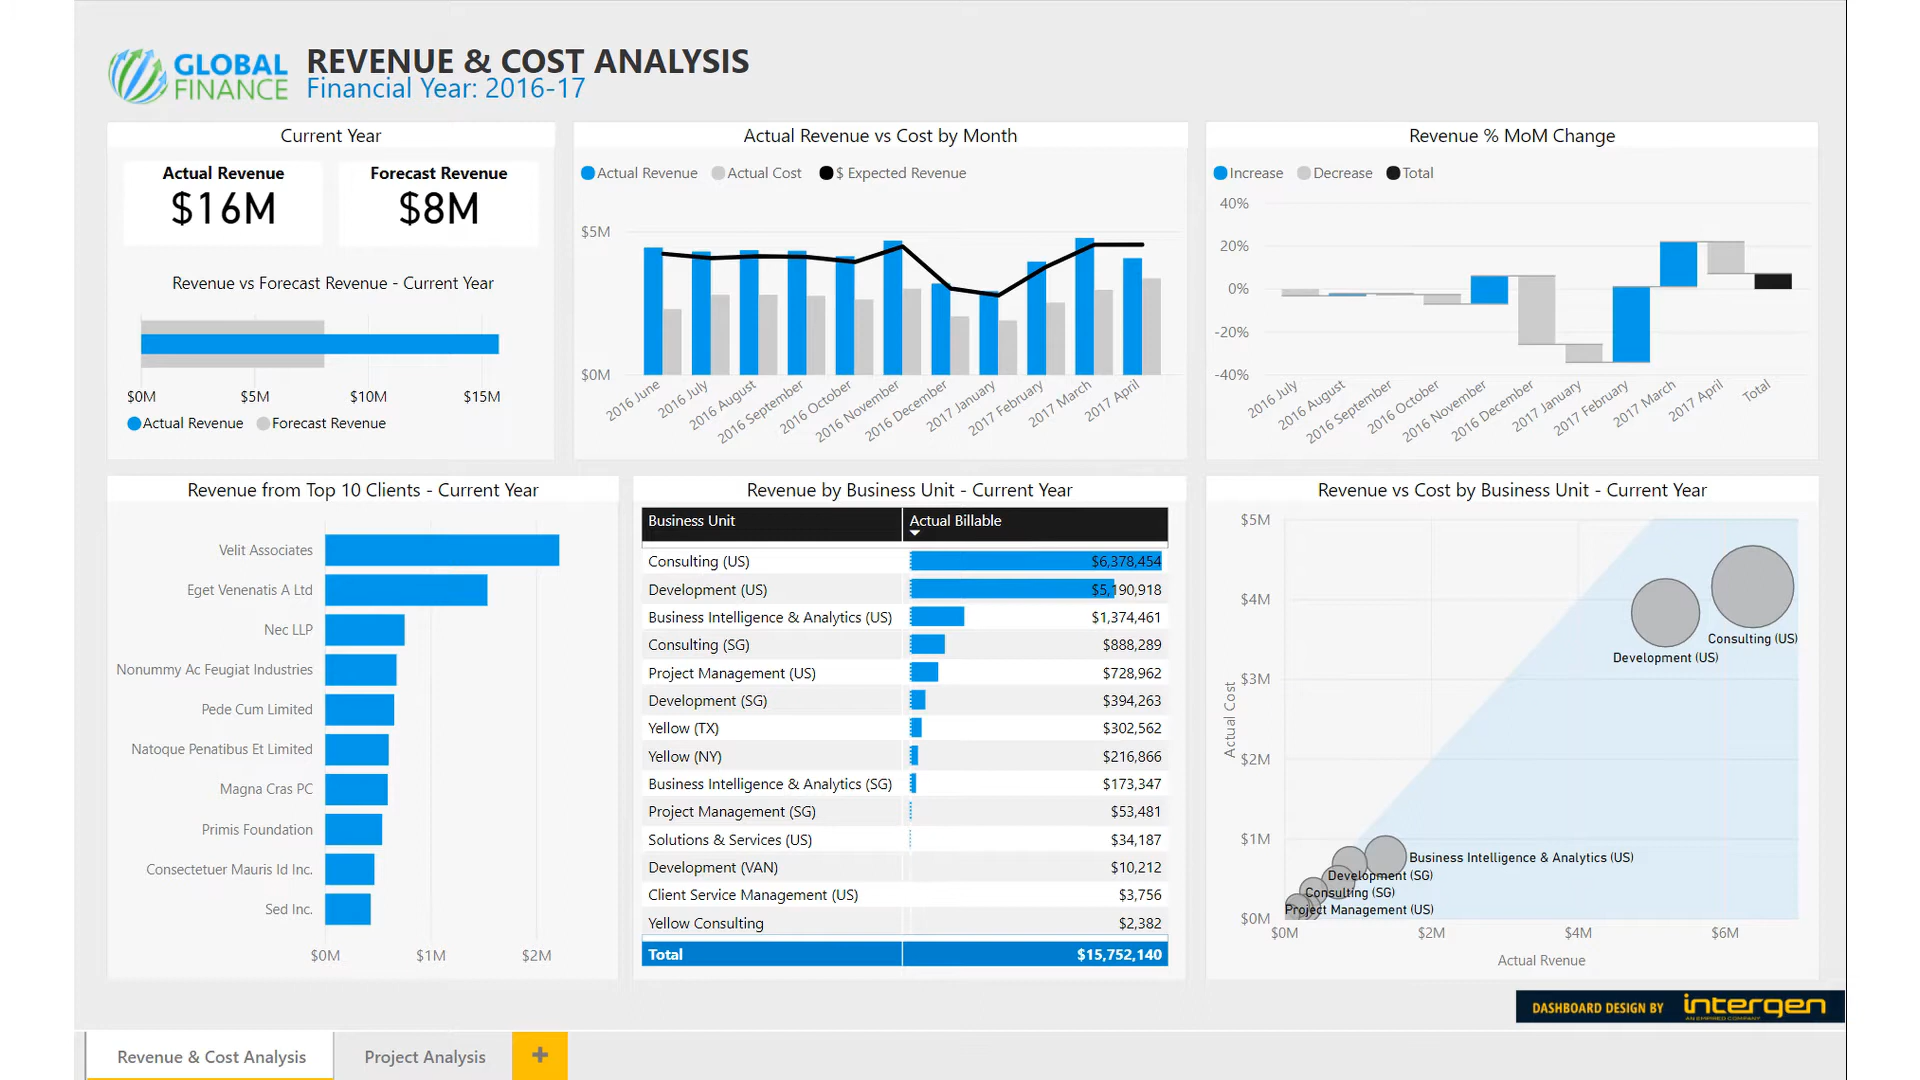 GLOBAL
FINANCE
REVENUE & COST ANALYSIS
Financial Year: 2016-17
Current Year
Actual Revenue
$16M
Forecast Revenue
$8M
Revenue vs Forecast Revenue - Current Year
$0M $5M $10M $15M
Actual Revenue Forecast Revenue
Actual Revenue vs Cost by Month
Actual Revenue Actual Cost $ Expected Revenue
$5M
$0M
2016 June
2016 July
2016 August
2016 September
2016 October
2016 November
2016 December
2017 January
2017 February
2017 March
2017 April
Revenue % MoM Change
Increase Decrease Total
40%
20%
0%
-20%
-40%
2016 July
2016 August
2016 September
2016 October
2016 November
2016 December
2017 January
2017 February
2017 March
2017 April
Total
Revenue from Top 10 Clients - Current Year
Velit Associates
Eget Venenatis A Ltd
Nec LLP
Nonummy Ac Feugiat Industries
Pede Cum Limited
Natoque Penatibus Et Limited
Magna Cras PC
Primis Foundation
Consectetuer Mauris Id Inc.
Sed Inc.
$0M $1M $2M
Revenue by Business Unit - Current Year
Business Unit Actual Billable
Consulting (US) $6,378,454
Development (US) $5,190,918
Business Intelligence & Analytics (US) $1,374,461
Consulting (SG) $888,289
Project Management (US) $728,962
Development (SG) $394,263
Yellow (TX) $302,562
Yellow (NY) $216,866
Business Intelligence & Analytics (SG) $173,347
Project Management (SG) $53,481
Solutions & Services (US) $34,187
Development (VAN) $10,212
Client Service Management (US) $3,756
Yellow Consulting $2,382
Total $15,752,140
Revenue vs Cost by Business Unit - Current Year
Actual Cost
$5M
$4M
$3M
$2M
$1M
$0M
Consulting (US)
Development (US)
Business Intelligence & Analytics (US)
Development (SG)
Consulting (SG)
Project Management (US)
$0M $2M $4M $6M
Actual Rvenue
DASHBOARD DESIGN BY intergen
AN EMPIRED COMPANY
Revenue & Cost Analysis Project Analysis +